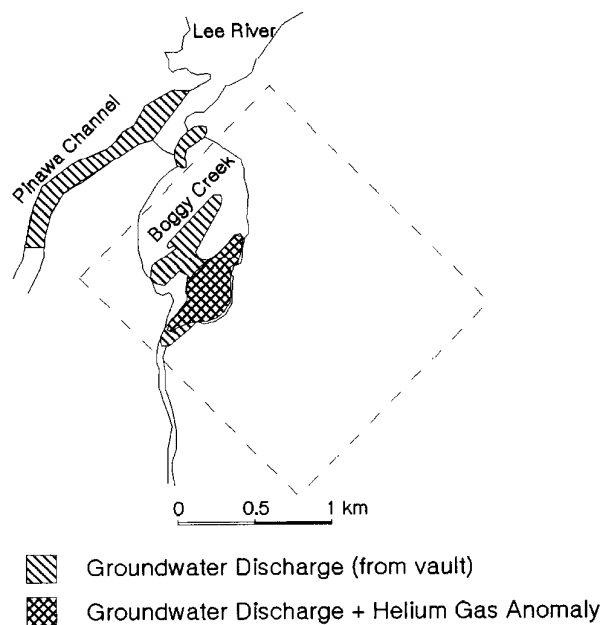 Lee River
Pinawa Channel
Boggy Creek
0 0.5 1 km
Groundwater Discharge (from vault)
Groundwater Discharge + Helium Gas Anomaly